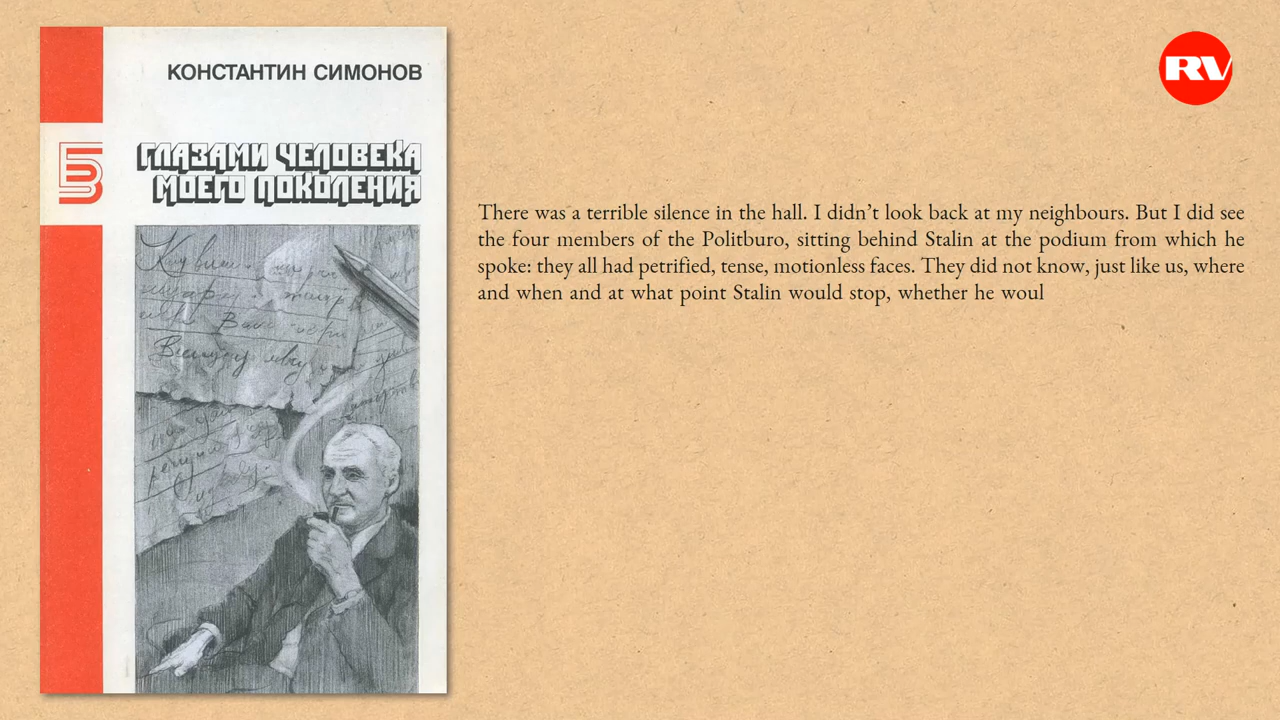 КОНСТАНТИН СИМОНОВ
Б
ГЛАЗАМИ ЧЕЛОВЕКА
МОЕГО ПОКОЛЕНИЯ
RV
There was a terrible silence in the hall. I didn’t look back at my neighbours. But I did see
the four members of the Politburo, sitting behind Stalin at the podium from which he
spoke: they all had petrified, tense, motionless faces. They did not know, just like us, where
and when and at what point Stalin would stop, whether he woul